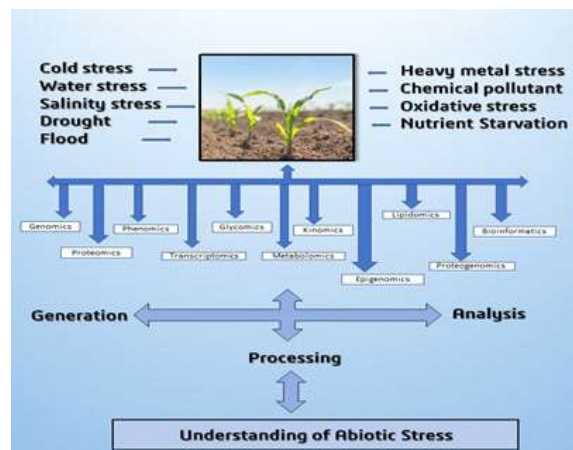 Cold stress
Water stress
Salinity stress
Drought
Flood
Heavy metal stress
Chemical pollutant
Oxidative stress
Nutrient Starvation
Genomics
Proteomics
Phenomics
Transcriptomics
Glycomics
Metabolomics
Kinomics
Epigenomics
Lipidomics
Proteogenomics
Bioinformatics
Generation
Analysis
Processing
Understanding of Abiotic Stress